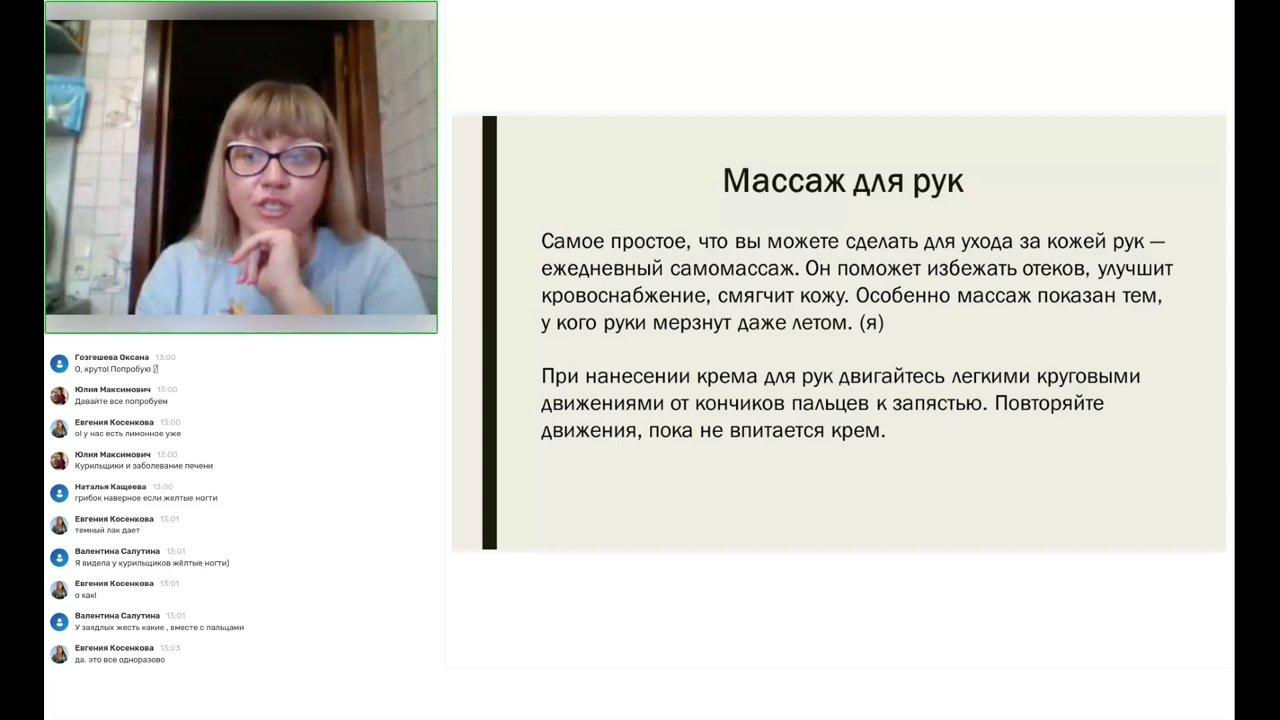 Гозгешева Оксана 13:00
О, круто! Попробую
Юлия Максимович 13:00
Давайте все попробуем
Евгения Косенкова 13:00
о! у нас есть лимонное уже
Юлия Максимович 13:00
Курильщики и заболевание печени
Наталья Кащеева 13:00
грибок наверное если желтые ногти
Евгения Косенкова 13:01
темный лак дает
Валентина Салутина 13:01
Я видела у курильщиков жёлтые ногти)
Евгения Косенкова 13:01
о как!
Валентина Салутина 13:01
У заядлых жесть какие , вместе с пальцами
Евгения Косенкова 13:03
да. это все одноразово
Массаж для рук
Самое простое, что вы можете сделать для ухода за кожей рук —
ежедневный самомассаж. Он поможет избежать отеков, улучшит
кровоснабжение, смягчит кожу. Особенно массаж показан тем,
у кого руки мерзнут даже летом. (я)
При нанесении крема для рук двигайтесь легкими круговыми
движениями от кончиков пальцев к запястью. Повторяйте
движения, пока не впитается крем.